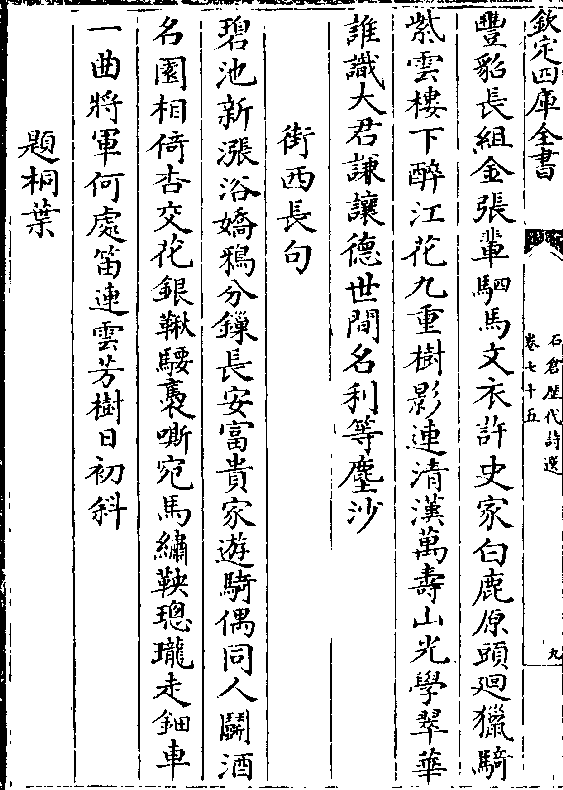 欽定四庫全書
石倉歷代詩選
卷七十五
九
豐貂長組金張輩駟馬文衣許史家白鹿原頭迴獵騎
紫雲樓下醉江花九重樹影連清漢萬壽山光學翠華
誰識大君謙讓德世間名利等塵沙
街西長句
碧池新漲浴嬌鴉分鏁長安富貴家遊騎偶同人鬬酒
名園相倚杏交花銀鞦騕褭嘶宛馬繡鞅璁瓏走鈿車
一曲將軍何處笛連雲芳樹日初斜
題桐葉